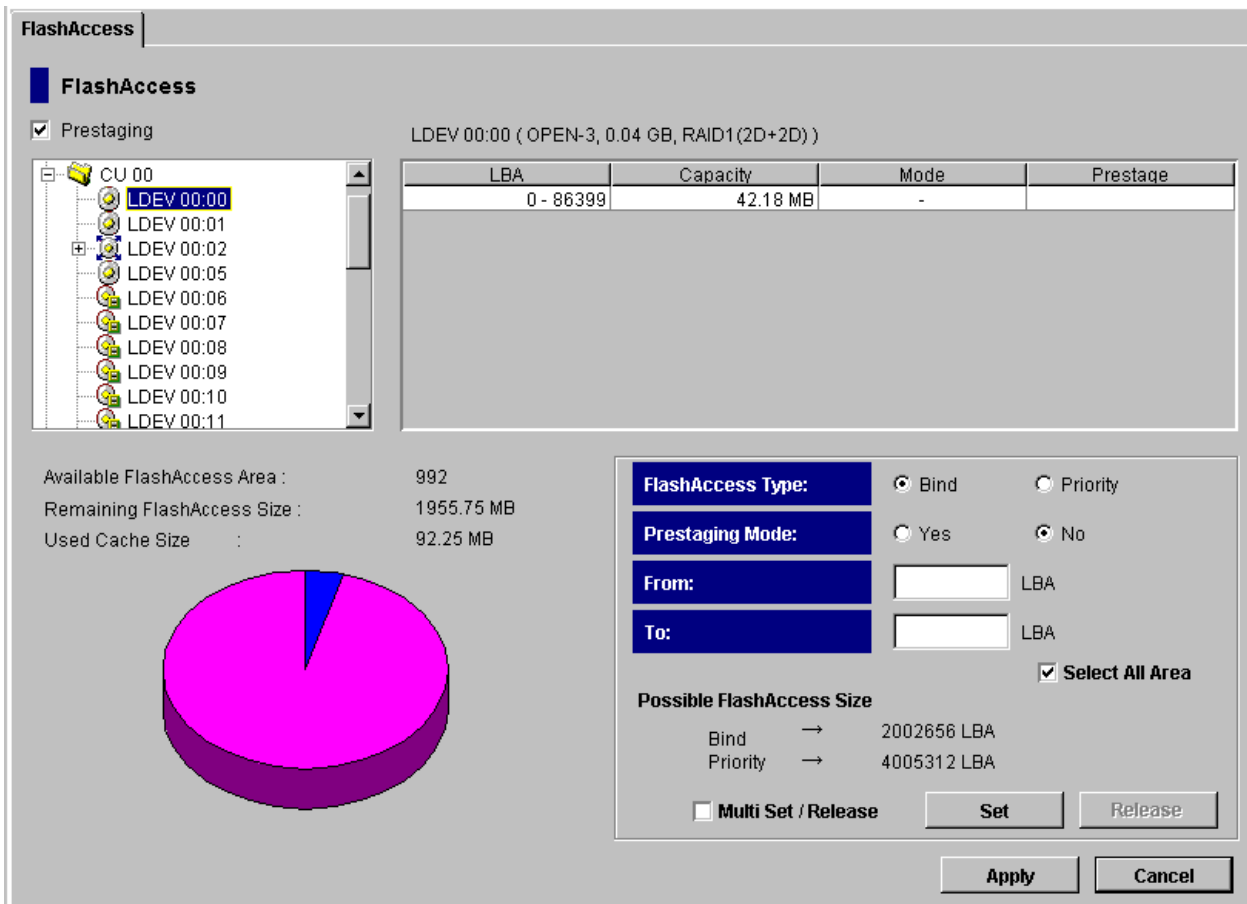 FlashAccess
FlashAccess
Prestaging
LDEV 00:00 ( OPEN-3, 0.04 GB, RAID1(2D+2D) )
CU 00
LDEV 00:00
LDEV 00:01
LDEV 00:02
LDEV 00:05
LDEV 00:06
LDEV 00:07
LDEV 00:08
LDEV 00:09
LDEV 00:10
LDEV 00:11
LBA Capacity Mode Prestage
0 - 86399 42.18 MB -
Available FlashAccess Area : 992
Remaining FlashAccess Size : 1955.75 MB
Used Cache Size : 92.25 MB
FlashAccess Type: Bind Priority
Prestaging Mode: Yes No
From: LBA
To: LBA
Select All Area
Possible FlashAccess Size
Bind → 2002656 LBA
Priority → 4005312 LBA
Multi Set / Release Set Release
Apply Cancel